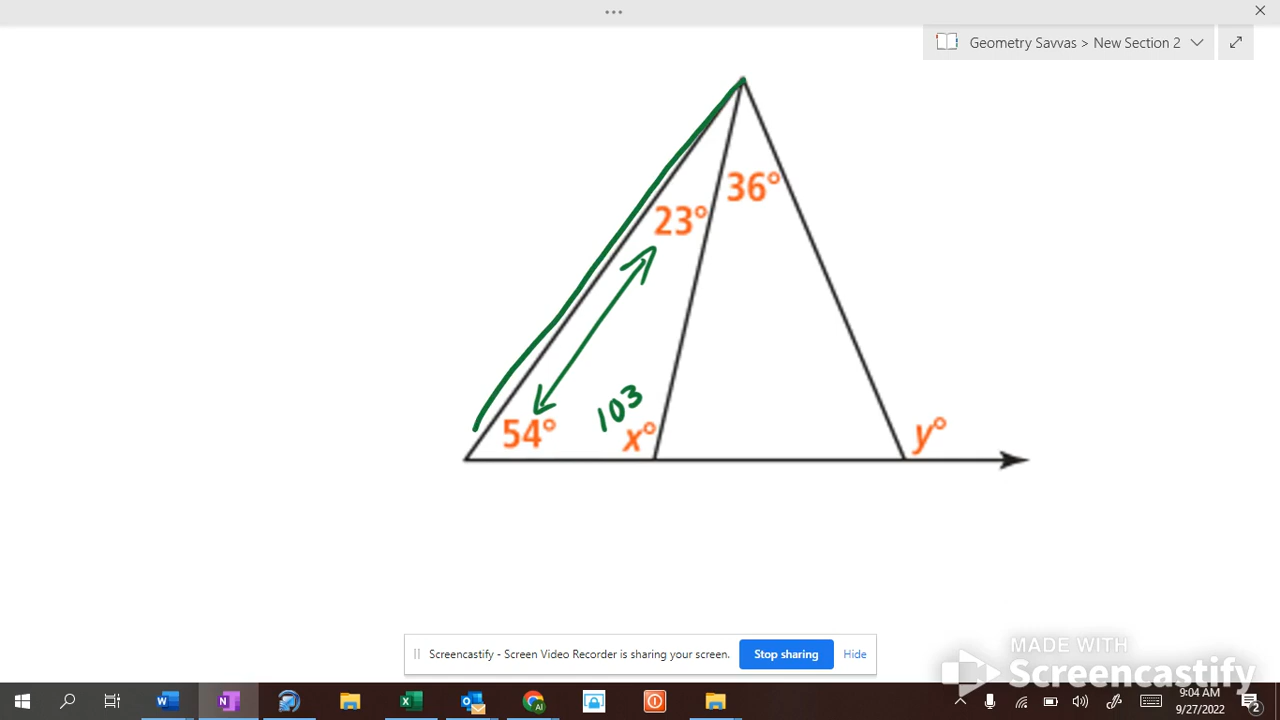 Geometry Savvas > New Section 2
36°
23°
103
54°
x°
y°
Screencastify - Screen Video Recorder is sharing your screen.
Stop sharing
Hide
MADE WITH
Screencastify
9:04 AM
9/27/2022
2